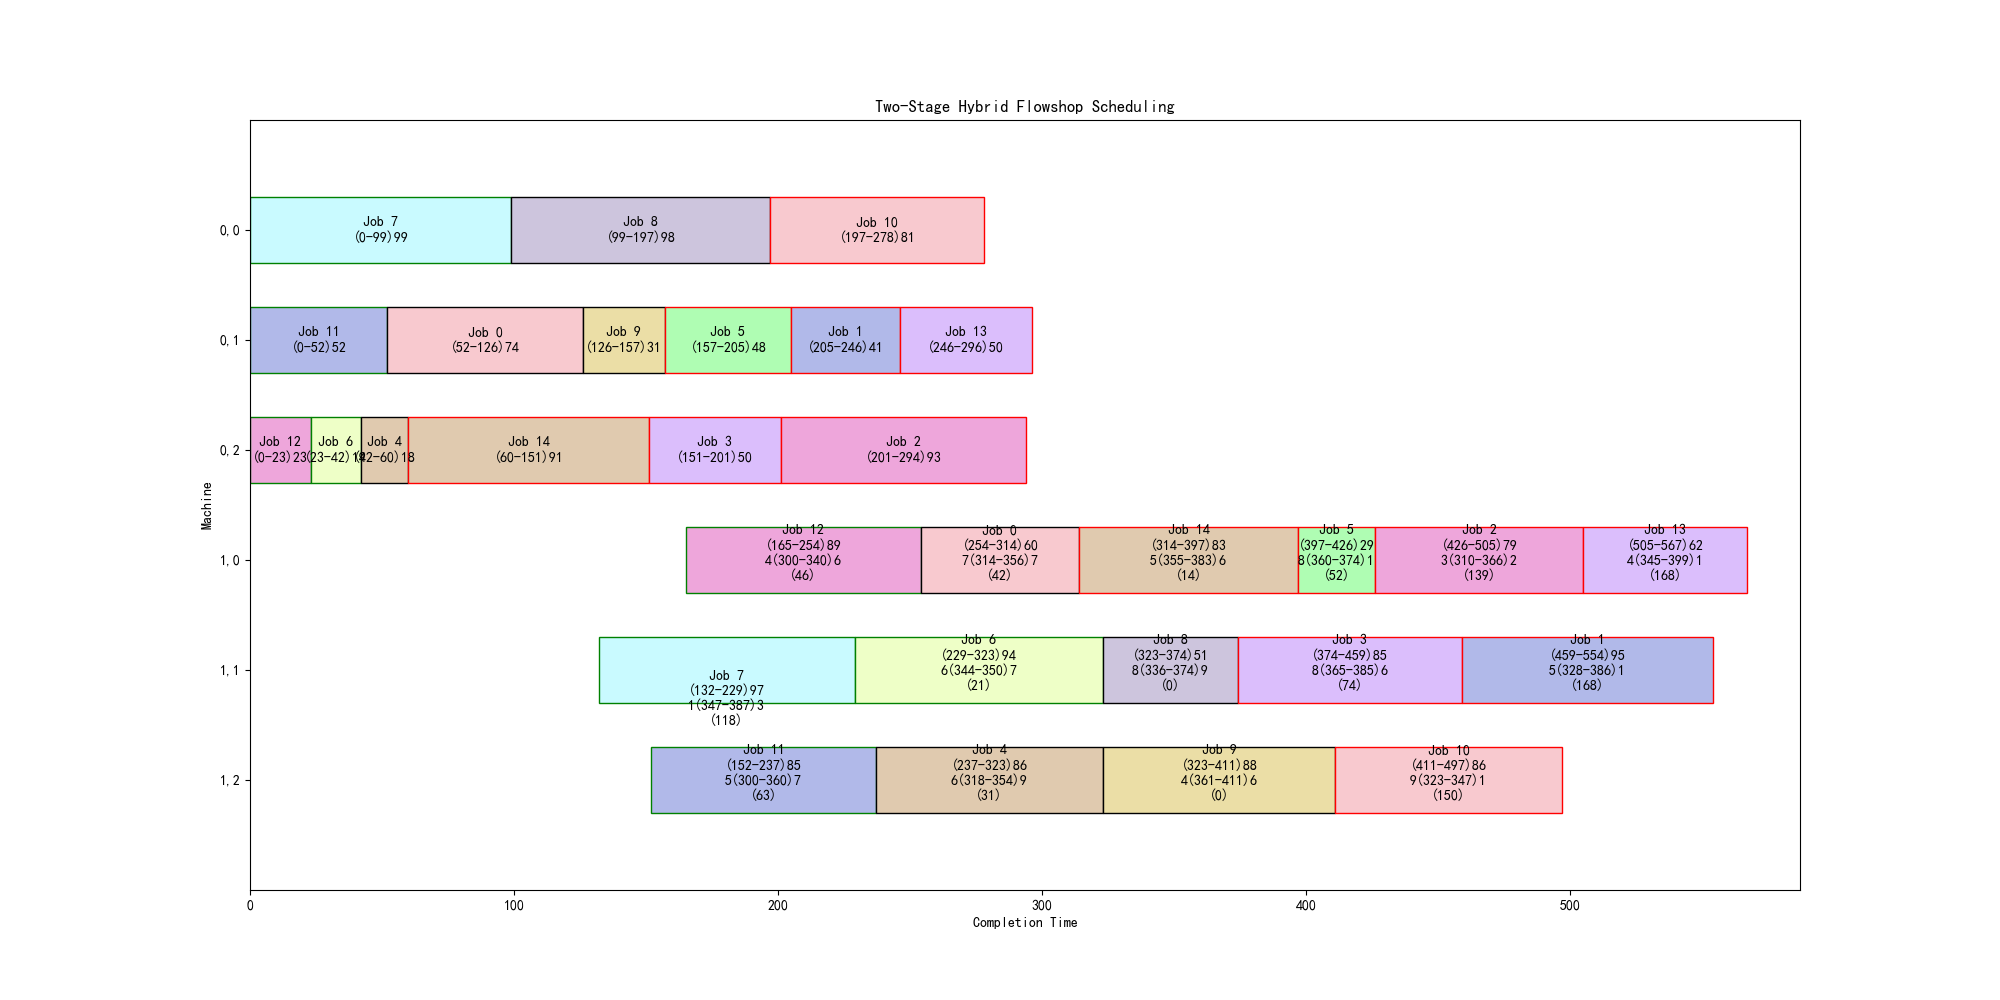 Two-Stage Hybrid Flowshop Scheduling
Machine
0,0
Job 7
(0-99)99
Job 8
(99-197)98
Job 10
(197-278)81
0,1
Job 11
(0-52)52
Job 0
(52-126)74
Job 9
(126-157)31
Job 5
(157-205)48
Job 1
(205-246)41
Job 13
(246-296)50
0,2
Job 12
(0-23)23
Job 6
(23-42)19
Job 4
(42-60)18
Job 14
(60-151)91
Job 3
(151-201)50
Job 2
(201-294)93
1,0
Job 12
(165-254)89
4(300-340)6
(46)
Job 0
(254-314)60
7(314-356)7
(42)
Job 14
(314-397)83
5(355-383)6
(14)
Job 5
(397-426)29
8(360-374)1
(52)
Job 2
(426-505)79
3(310-366)2
(139)
Job 13
(505-567)62
4(345-399)1
(168)
1,1
Job 7
(132-229)97
1(347-387)3
(118)
Job 6
(229-323)94
6(344-350)7
(21)
Job 8
(323-374)51
8(336-374)9
(0)
Job 3
(374-459)85
8(365-385)6
(74)
Job 1
(459-554)95
5(328-386)1
(168)
1,2
Job 11
(152-237)85
5(300-360)7
(63)
Job 4
(237-323)86
6(318-354)9
(31)
Job 9
(323-411)88
4(361-411)6
(0)
Job 10
(411-497)86
9(323-347)1
(150)
0 100 200 300 400 500
Completion Time